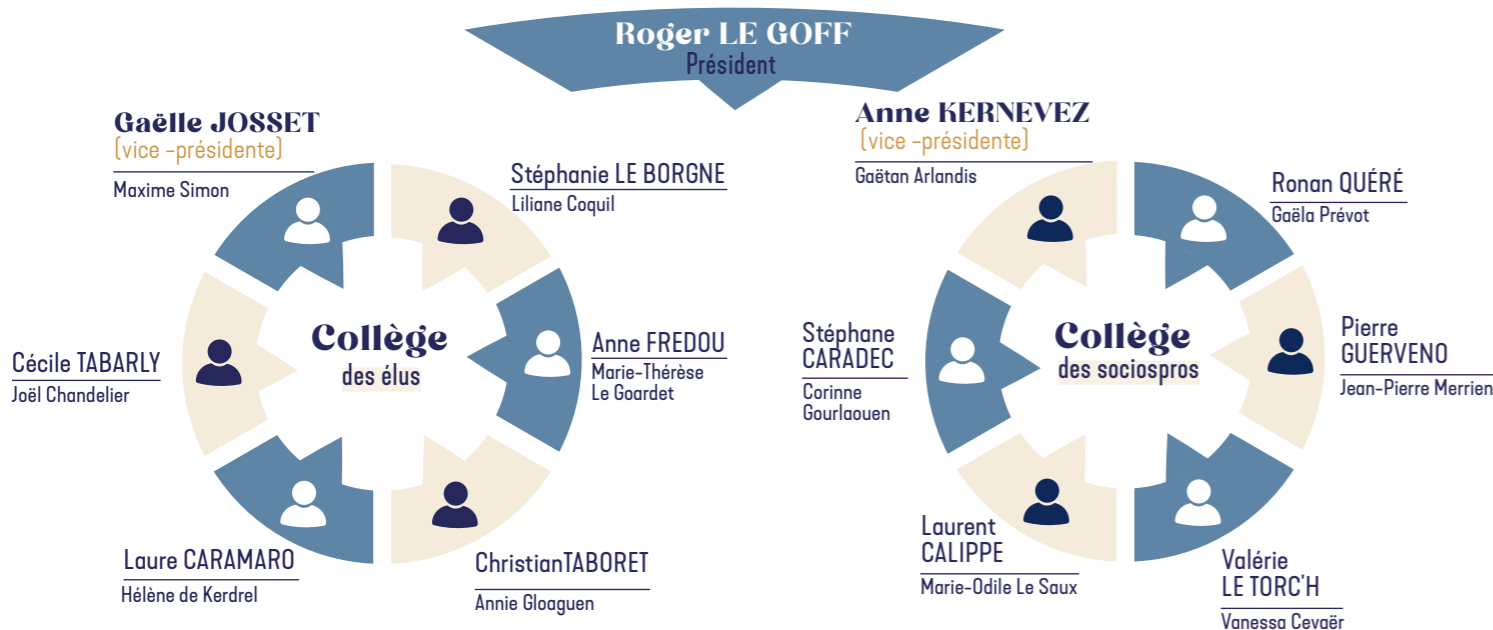 Roger LE GOFF
Président
Gaëlle JOSSET
(vice -présidente)
Maxime Simon
Stéphanie LE BORGNE
Liliane Coquil
Cécile TABARLY
Joël Chandelier
Collège
des élus
Anne FREDOU
Marie-Thérèse
Le Goardet
Laure CARAMARO
Hélène de Kerdrel
ChristianTABORET
Annie Gloaguen
Anne KERNEVEZ
(vice -présidente)
Gaëtan Arlandis
Ronan QUÉRÉ
Gaëla Prévot
Stéphane
CARADEC
Corinne
Gourlaouen
Collège
des sociospros
Pierre
GUERVENO
Jean-Pierre Merrien
Laurent
CALIPPE
Marie-Odile Le Saux
Valérie
LE TORC'H
Vanessa Cevaër